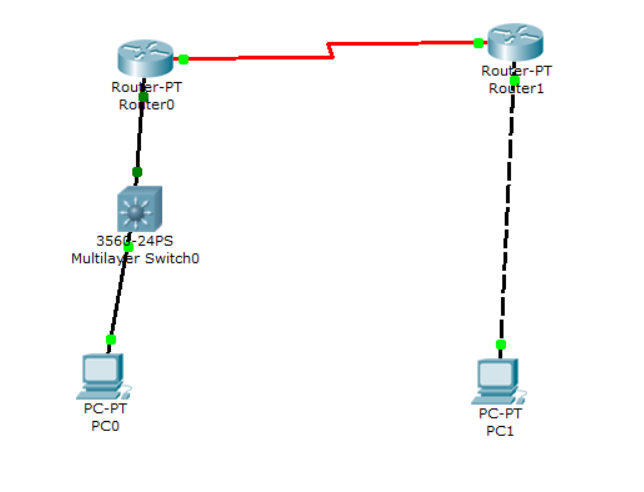 Router-PT
Router0
Router-PT
Router1
3560-24PS
Multilayer Switch0
PC-PT
PC0
PC-PT
PC1